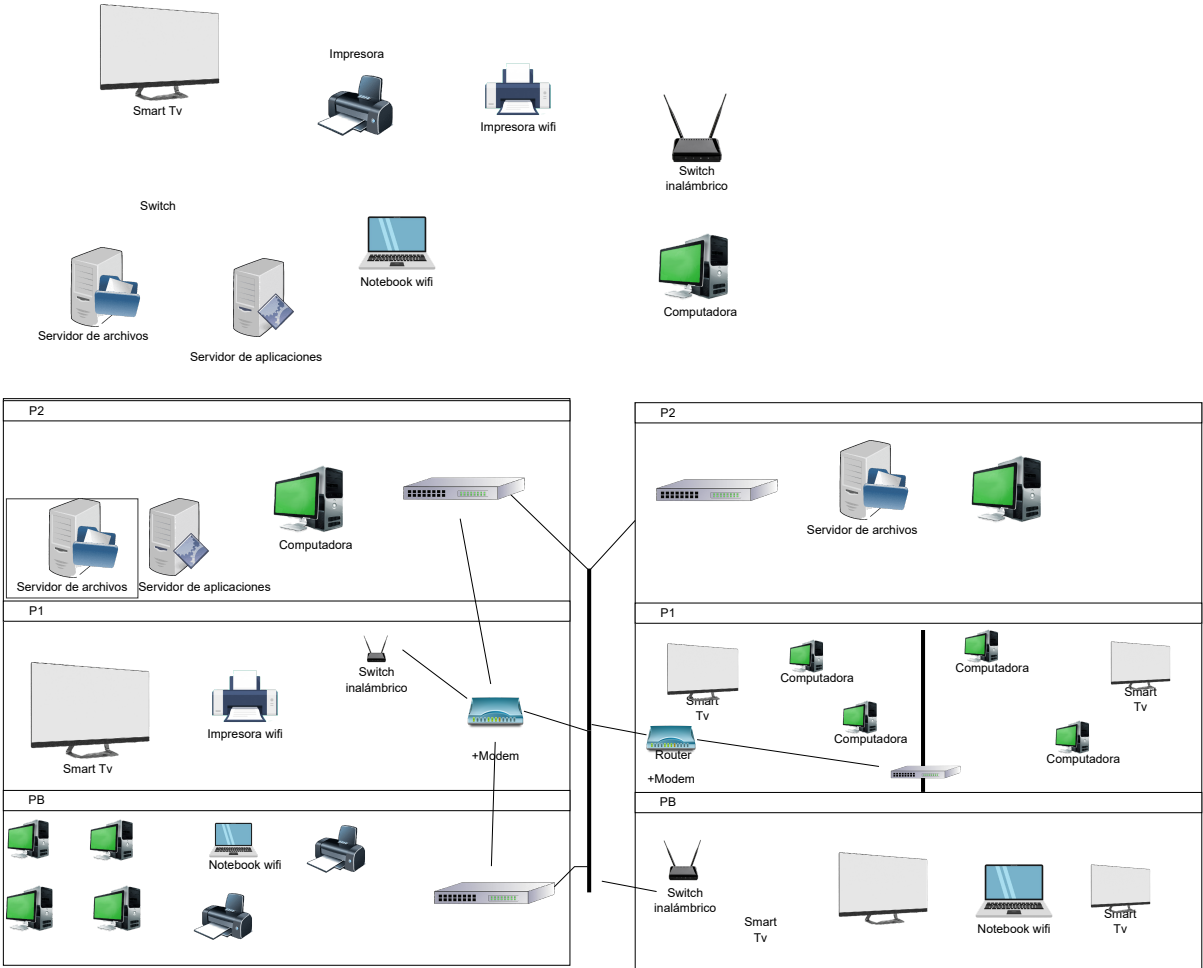 Smart Tv
Impresora
Impresora wifi
Switch
inalámbrico
Switch
Notebook wifi
Computadora
Servidor de archivos
Servidor de aplicaciones
P2
Computadora
Servidor de archivos
Servidor de aplicaciones
P1
Switch
inalámbrico
Impresora wifi
+Modem
Smart Tv
PB
Notebook wifi
P2
Servidor de archivos
P1
Computadora
Computadora
Smart
Tv
Smart
Tv
Computadora
Computadora
Router
+Modem
PB
Switch
inalámbrico
Smart
Tv
Notebook wifi
Smart
Tv